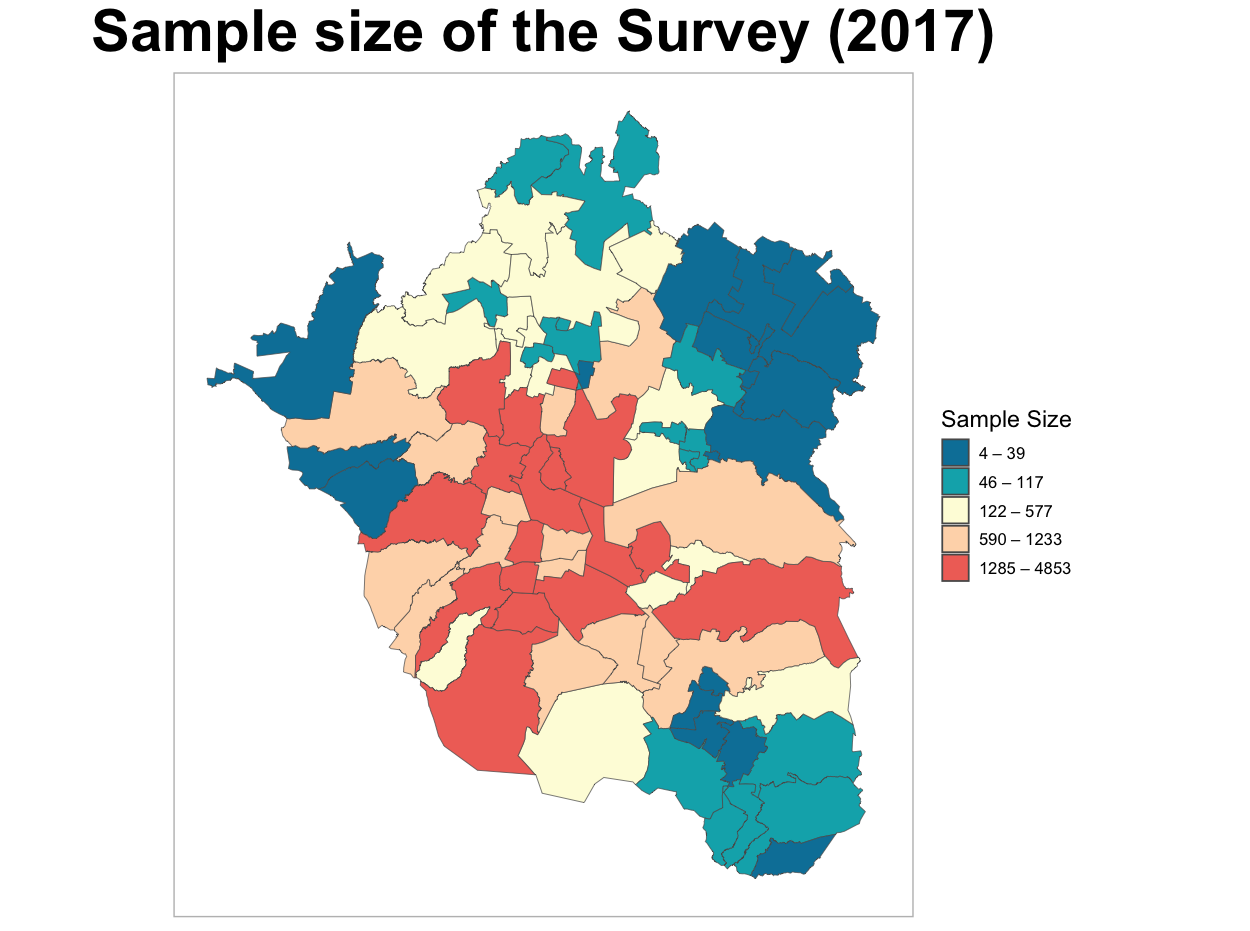 Sample size of the Survey (2017)
Sample Size
4 – 39
46 – 117
122 – 577
590 – 1233
1285 – 4853